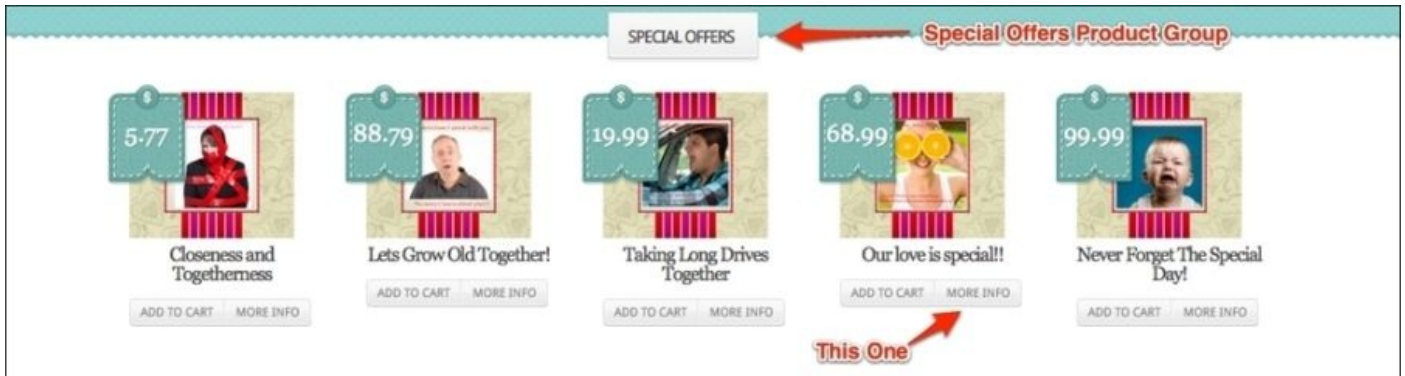 SPECIAL OFFERS
Special Offers Product Group
$
5.77
$
88.79
$
19.99
$
68.99
$
99.99
Closeness and
Togetherness
Lets Grow Old Together!
Taking Long Drives
Together
Our love is special!!
Never Forget The Special
Day!
ADD TO CART MORE INFO
ADD TO CART MORE INFO
ADD TO CART MORE INFO
ADD TO CART MORE INFO
ADD TO CART MORE INFO
This One